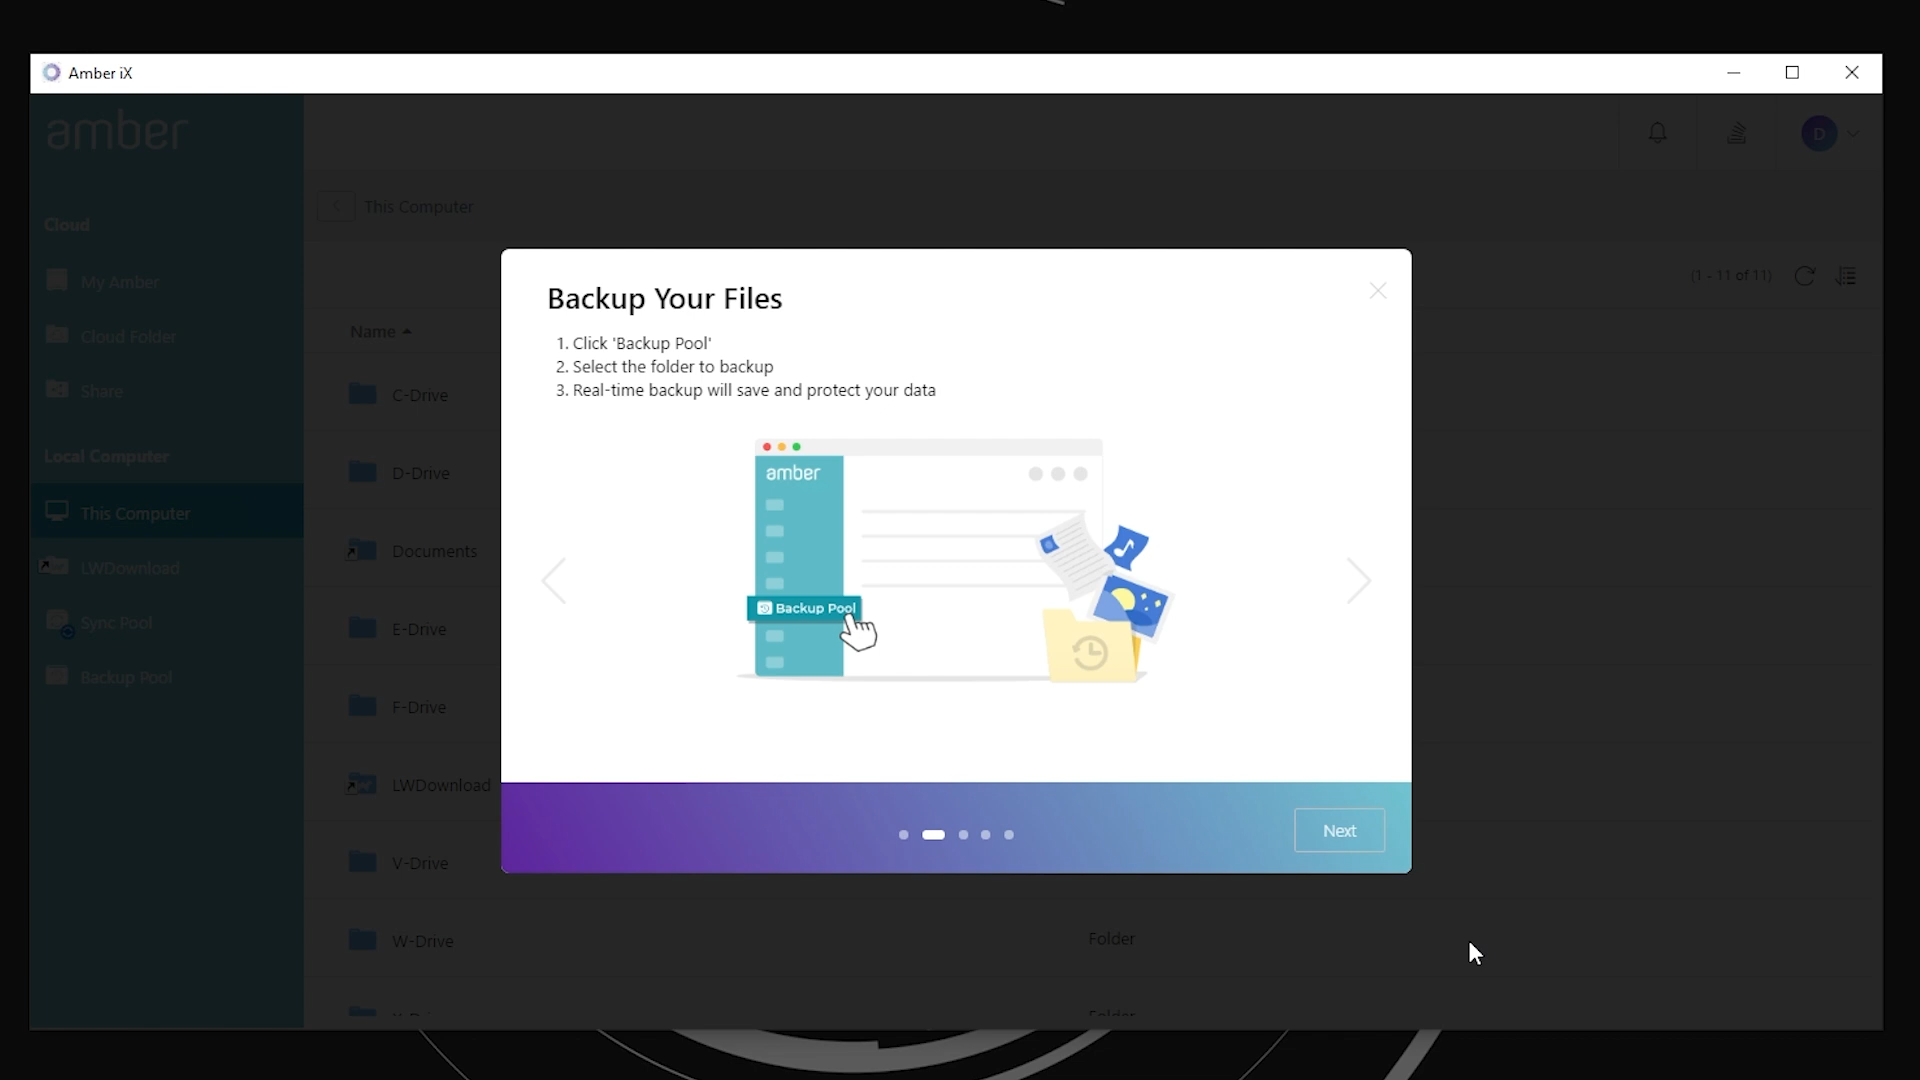 Amber iX
amber
D
This Computer
Cloud
My Amber
Cloud Folder
Share
Local Computer
This Computer
LWDownload
Sync Pool
Backup Pool
(1 - 11 of 11)
Name
C-Drive
D-Drive
Documents
E-Drive
F-Drive
LWDownload
V-Drive
W-Drive
Folder
Backup Your Files
1. Click 'Backup Pool'
2. Select the folder to backup
3. Real-time backup will save and protect your data
amber
Backup Pool
Next